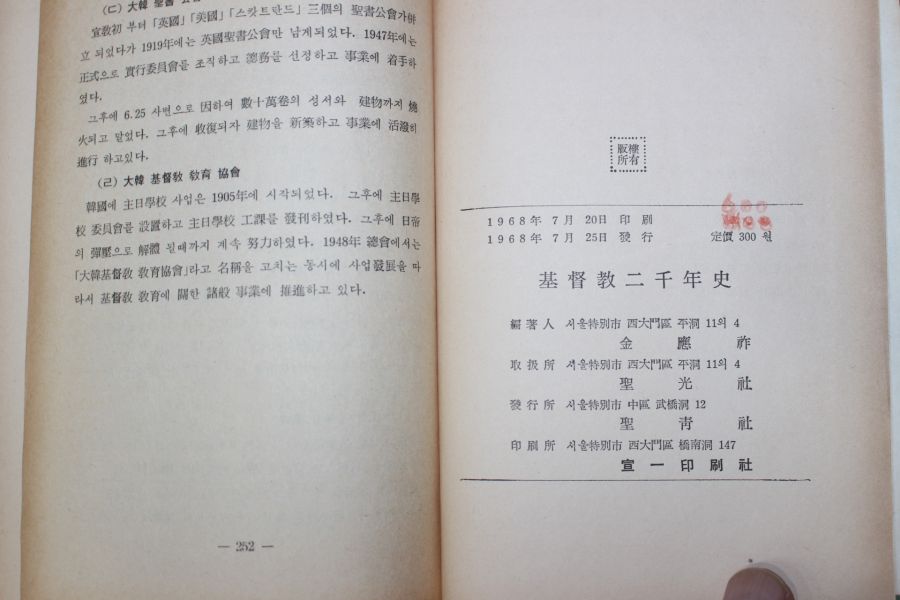 (ㄷ) 大韓 聖書 公會
宣敎初 부터 「英國」「美國」「스캇트란드」 三個의 聖書公會가 併
立 되었다가 1919年에는 英國聖書公會만 남게되었다. 1947年에는
正式으로 實行委員會를 조직하고 總務를 선정하고 事業에 着手하
였다.
그후에 6.25 사변으로 因하여 數十萬卷의 성서와 建物까지 燒
火되고 말었다. 그후에 收復되자 建物을 新築하고 事業에 活潑히
進行 하고있다.
(ㄹ) 大韓 基督敎 敎育 協會
韓國에 主日學校 사업은 1905年에 시작되었다. 그후에 主日學
校 委員會를 設置하고 主日學校 工課를 發刊하였다. 그후에 日帝
의 彈壓으로 解體 될때까지 계속 努力하였다. 1948年 總會에서는
「大韓基督敎 敎育協會」라고 名稱을 고치는 동시에 사업發展을 따
라서 基督敎 敎育에 關한 諸般 事業에 推進하고 있다.
— 252 —
版權
所有
1968年 7月 20日 印刷
1968年 7月 25日 發行 定價 300 원
基督教二千年史
編著人 서울特別市 西大門區 平洞 11의 4
金應祚
取扱所 서울特別市 西大門區 平洞 11의 4
聖光社
發行所 서울特別市 中區 武橋洞 12
聖靑社
印刷所 서울特別市 西大門區 橋南洞 147
宣一印刷社